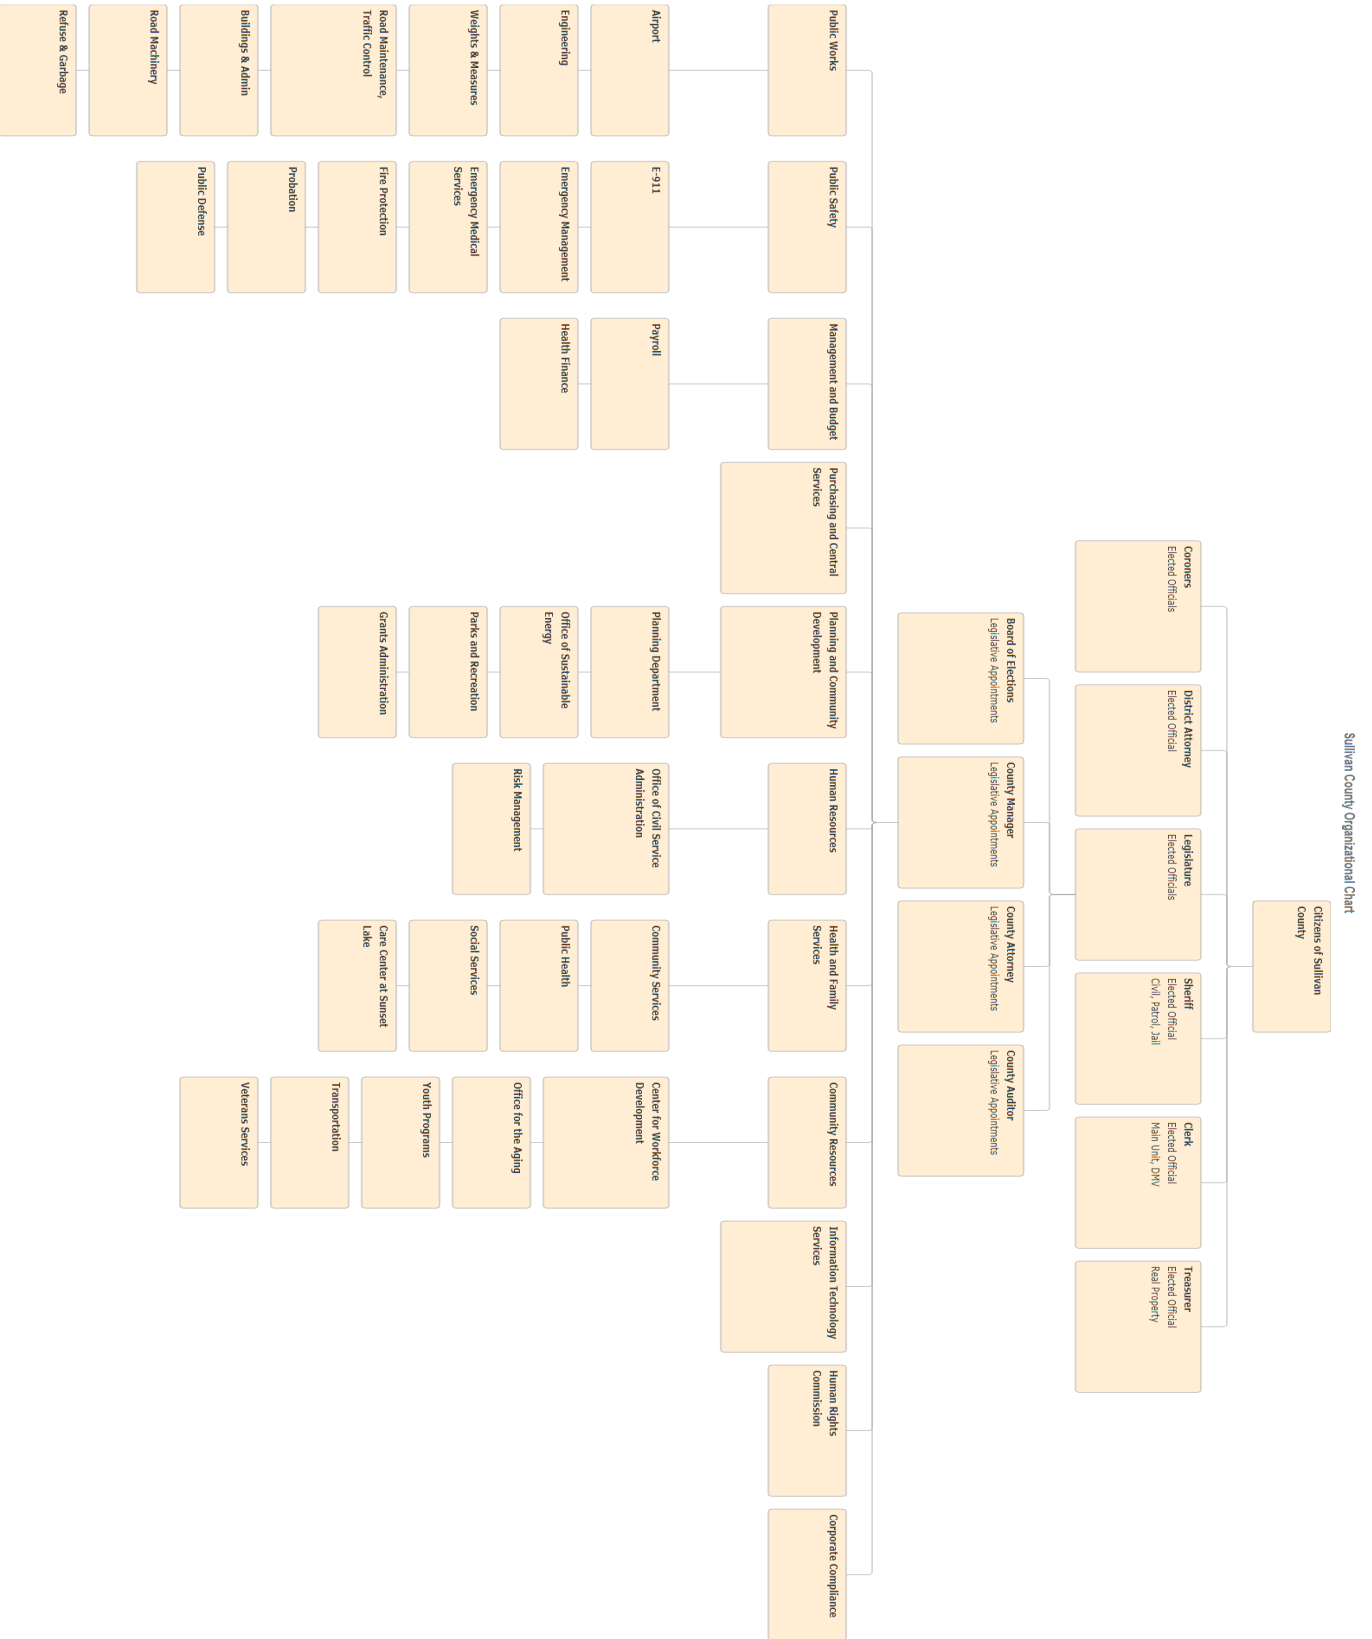 Sullivan County Organizational Chart
Citizens of Sullivan
County
Coroners
Elected Officials
District Attorney
Elected Official
Legislature
Elected Officials
Sheriff
Elected Official
Civil, Patrol, Jail
Clerk
Elected Official
Main Unit, DMV
Treasurer
Elected Official
Real Property
Board of Elections
Legislative Appointments
County Manager
Legislative Appointments
County Attorney
Legislative Appointments
County Auditor
Legislative Appointments
Public Works
Airport
Engineering
Weights & Measures
Road Maintenance,
Traffic Control
Buildings & Admin
Road Machinery
Refuse & Garbage
Public Safety
E-911
Emergency Management
Emergency Medical
Services
Fire Protection
Probation
Public Defense
Management and Budget
Payroll
Health Finance
Purchasing and Central
Services
Planning and Community
Development
Planning Department
Office of Sustainable
Energy
Parks and Recreation
Grants Administration
Human Resources
Office of Civil Service
Administration
Risk Management
Health and Family
Services
Community Services
Public Health
Social Services
Care Center at Sunset
Lake
Community Resources
Center for Workforce
Development
Office for the Aging
Youth Programs
Transportation
Veterans Services
Information Technology
Services
Human Rights
Commission
Corporate Compliance